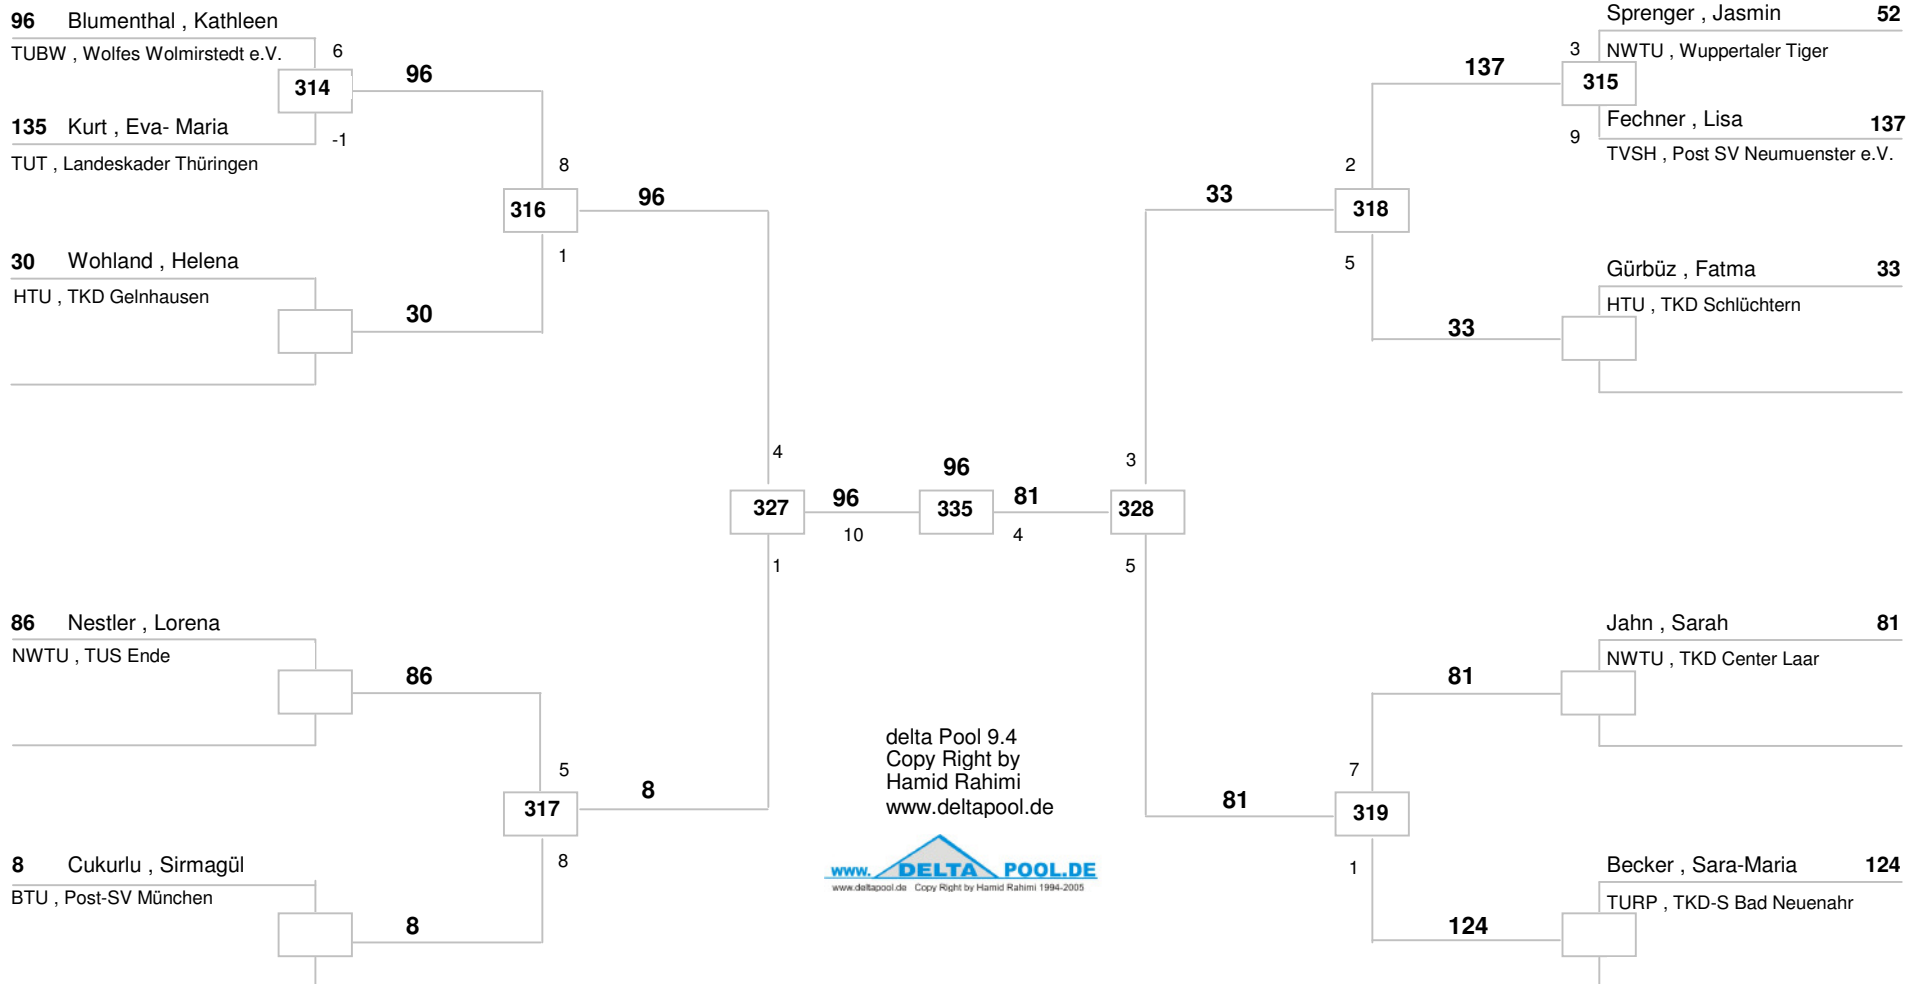 96 Blumenthal , Kathleen
TUBW , Wolfes Wolmirstedt e.V.
6
314
96
135 Kurt , Eva- Maria
-1
TUT , Landeskader Thüringen
8
316
96
1
30 Wohland , Helena
HTU , TKD Gelnhausen
30
4
327
96
10
1
86 Nestler , Lorena
NWTU , TUS Ende
86
5
317
8
8
8 Cukurlu , Sirmagül
BTU , Post-SV München
8
96
335
81
4
3
328
5
Sprenger , Jasmin 52
3
NWTU , Wuppertaler Tiger
137
315
Fechner , Lisa 137
9
TVSH , Post SV Neumuenster e.V.
2
33
318
5
Gürbüz , Fatma 33
HTU , TKD Schlüchtern
33
Jahn , Sarah 81
NWTU , TKD Center Laar
81
7
81
319
1
Becker , Sara-Maria 124
TURP , TKD-S Bad Neuenahr
124
delta Pool 9.4
Copy Right by
Hamid Rahimi
www.deltapool.de
www. DELTA POOL.DE
www.deltapool.de Copy Right by Hamid Rahimi 1994-2005